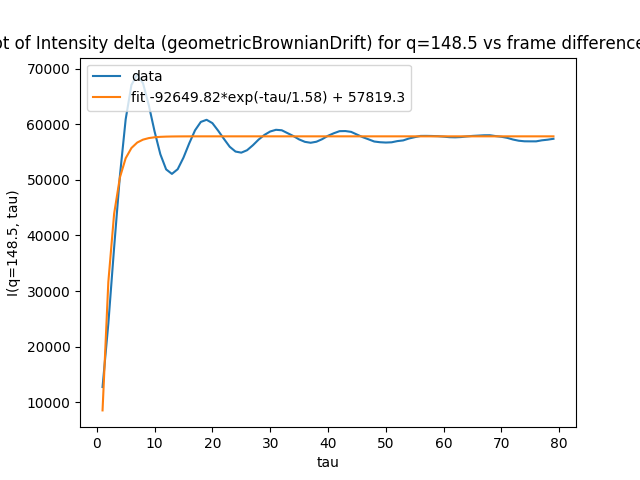 ot of Intensity delta (geometricBrownianDrift) for q=148.5 vs frame difference
data
fit -92649.82*exp(-tau/1.58) + 57819.3
70000
60000
50000
40000
30000
20000
10000
I(q=148.5, tau)
0 10 20 30 40 50 60 70 80
tau